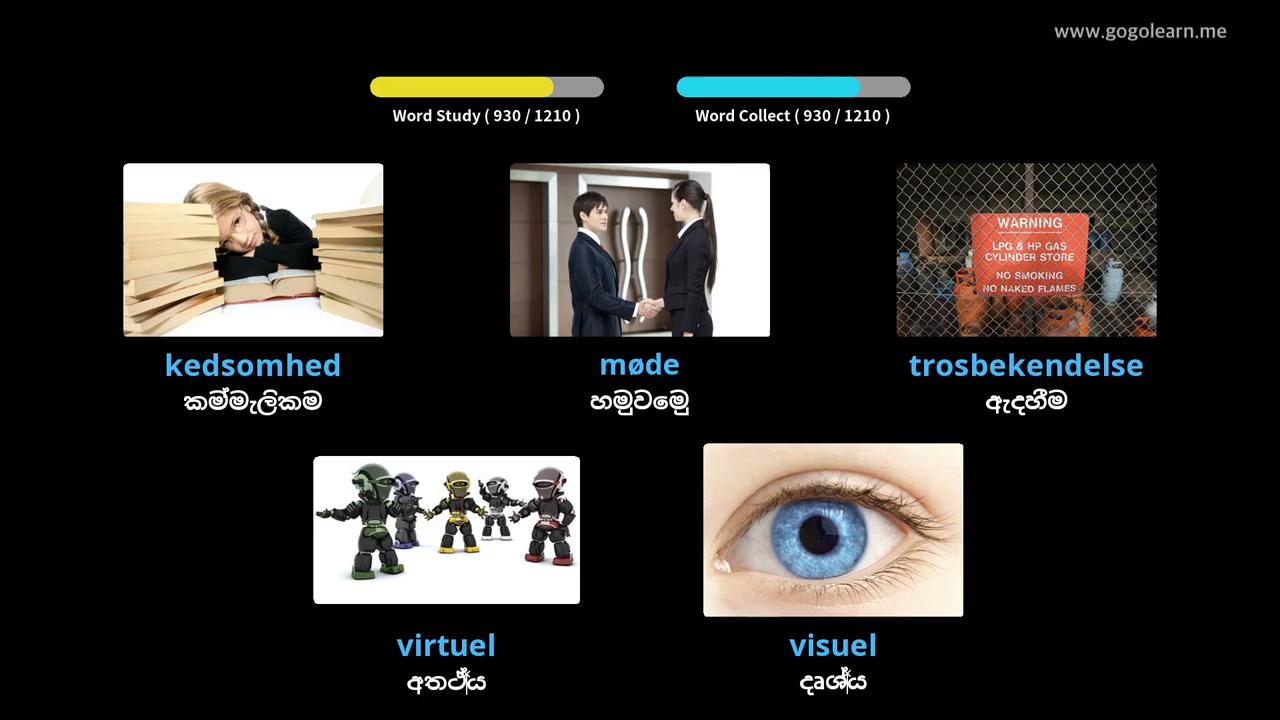 www.gogolearn.me
Word Study ( 930 / 1210 )
Word Collect ( 930 / 1210 )
WARNING
LPG & HP GAS
CYLINDER STORE
NO SMOKING
NO NAKED FLAMES
kedsomhed
møde
trosbekendelse
කම්මැලිකම
හමුවෙමු
ඇදහීම
virtuel
visuel
අතථ්‍ය
දෘශ්‍ය